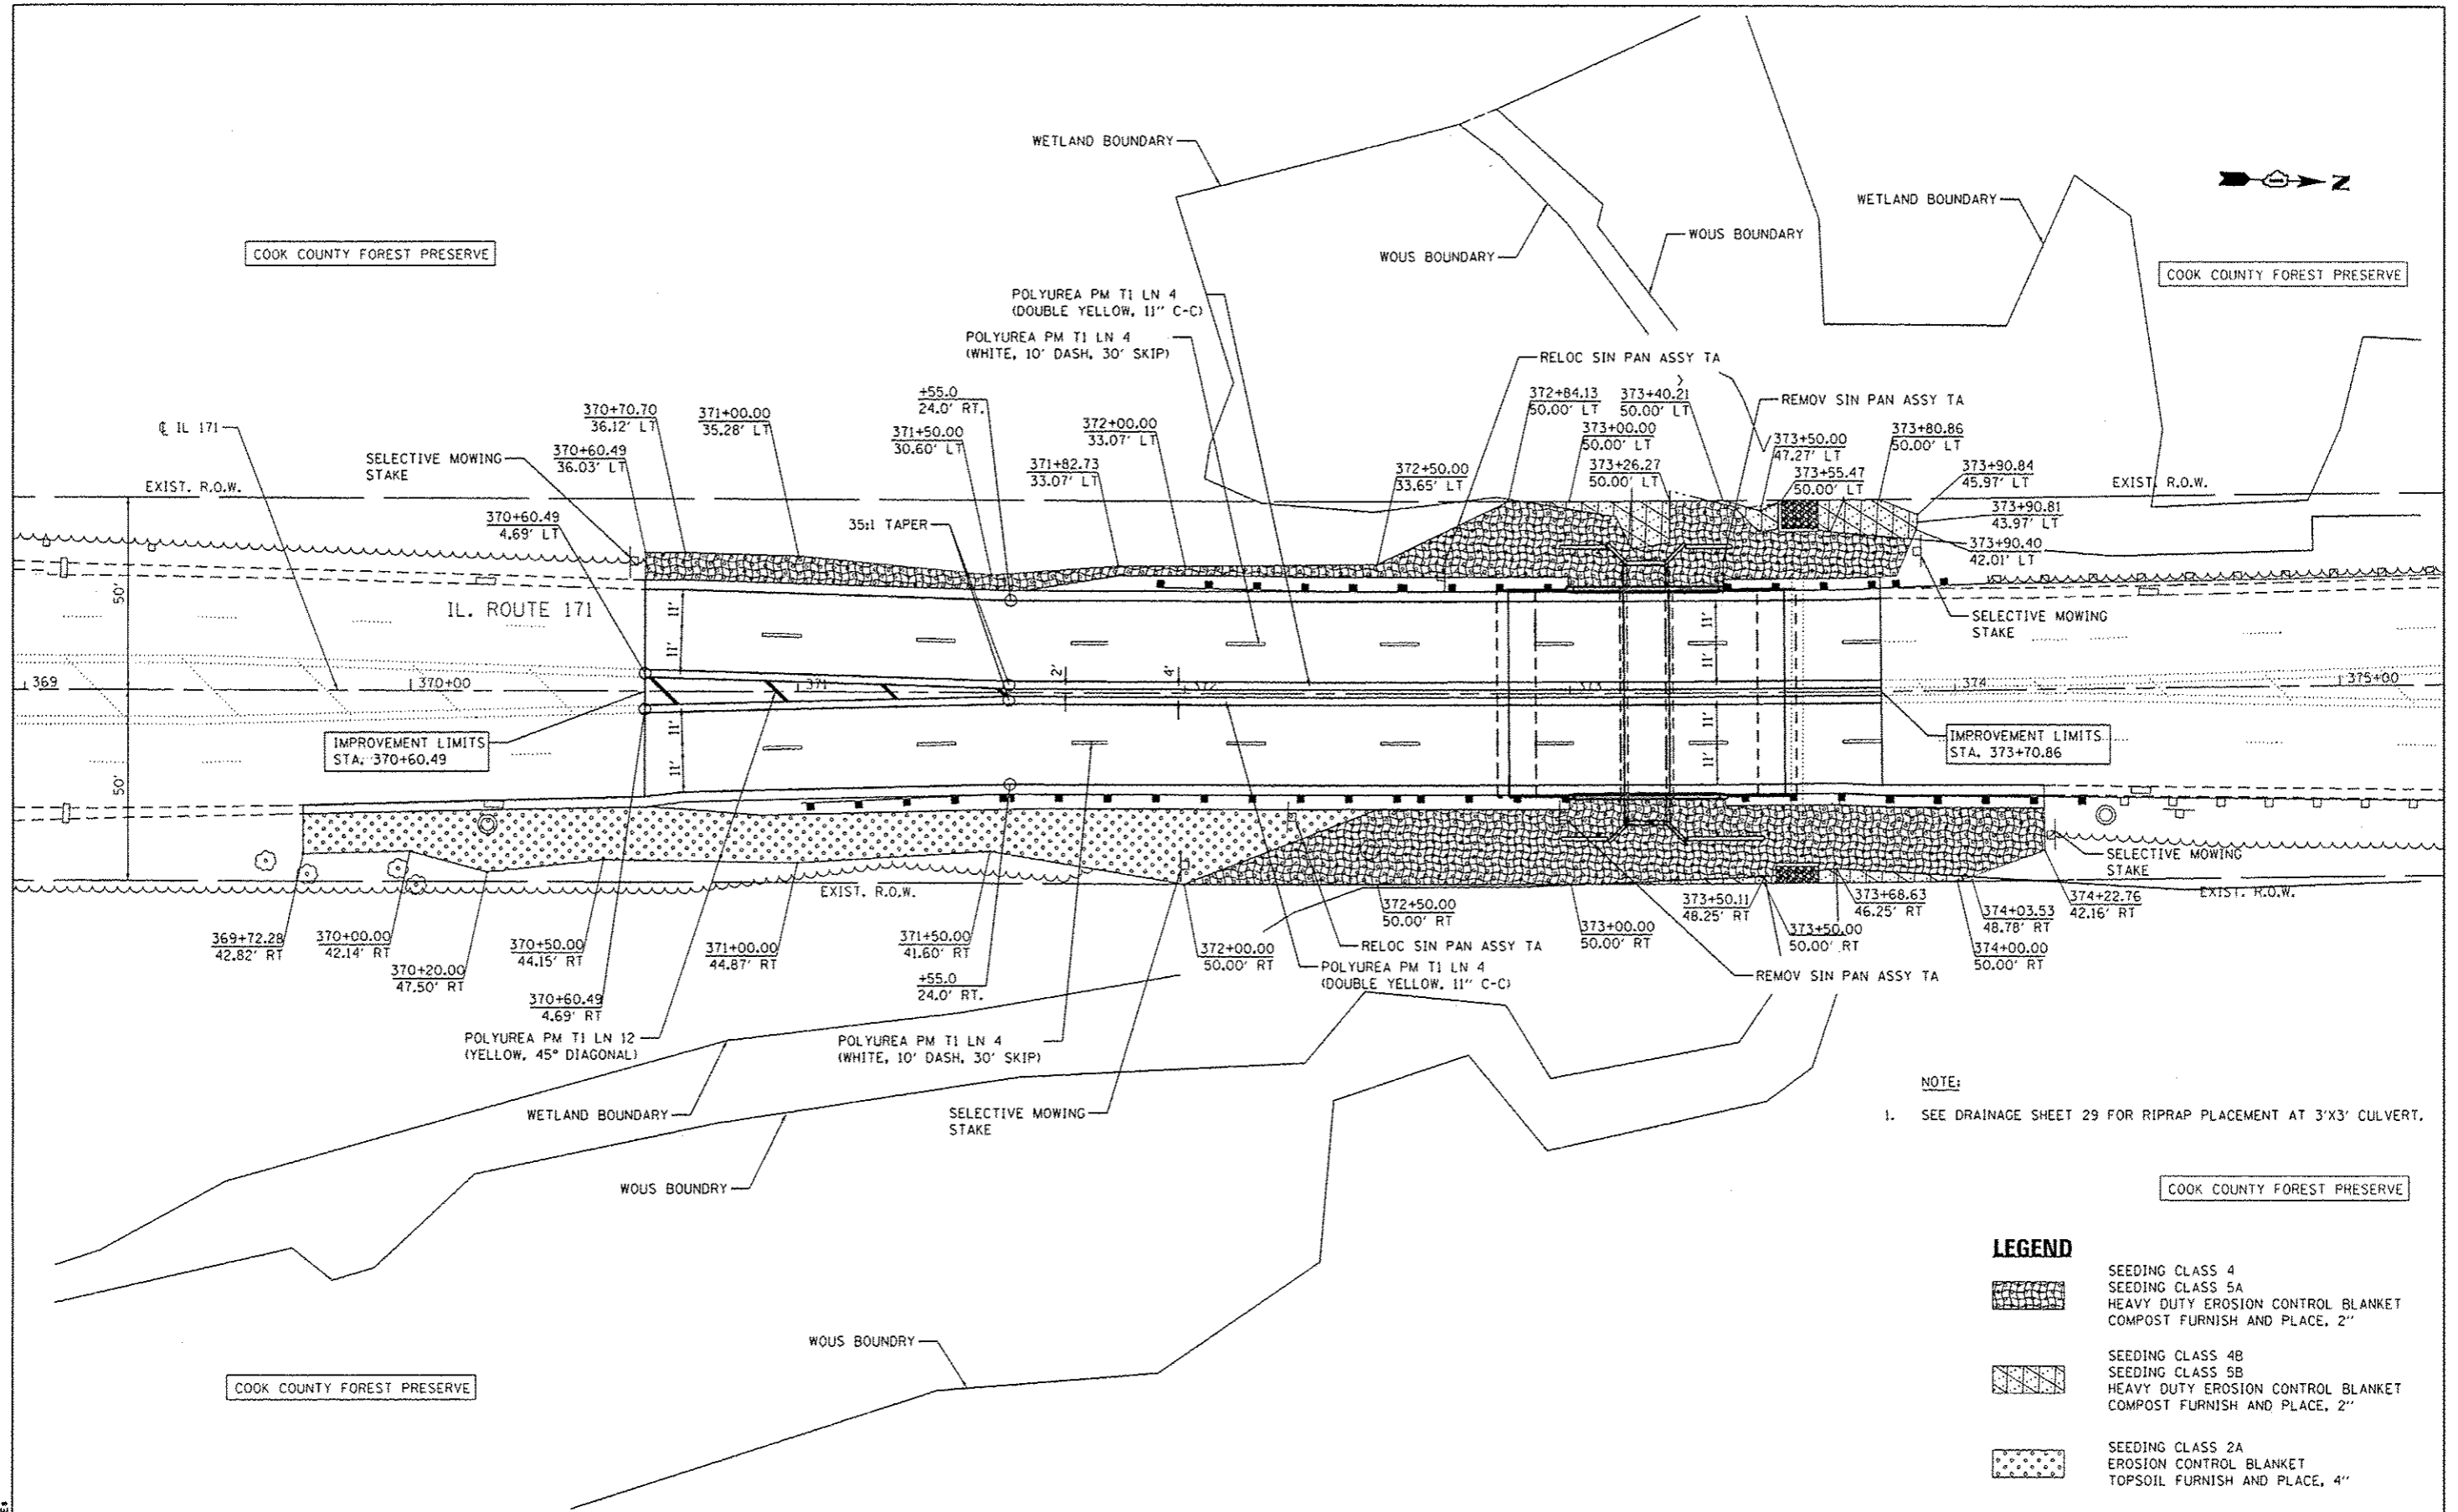 WETLAND BOUNDARY
N
WETLAND BOUNDARY
WOUS BOUNDARY
COOK COUNTY FOREST PRESERVE
WOUS BOUNDARY
COOK COUNTY FOREST PRESERVE
POLYUREA PM T1 LN 4
(DOUBLE YELLOW, 11" C-C)
POLYUREA PM T1 LN 4
(WHITE, 10' DASH, 30' SKIP)
RELOC SIN PAN ASSY TA
+55.0
24.0' RT.
372+84.13
50.00' LT
373+40.21
50.00' LT
REMOV SIN PAN ASSY TA
℄ IL 171
370+70.70
36.12' LT
371+00.00
35.28' LT
371+50.00
30.60' LT
372+00.00
33.07' LT
373+00.00
50.00' LT
373+50.00
47.27' LT
373+80.86
50.00' LT
SELECTIVE MOWING
STAKE
370+60.49
36.03' LT
371+82.73
33.07' LT
372+50.00
33.65' LT
373+26.27
50.00' LT
373+55.47
50.00' LT
373+90.84
45.97' LT
EXIST. R.O.W.
EXIST. R.O.W.
370+60.49
4.69' LT
35:1 TAPER
373+90.81
43.97' LT
373+90.40
42.01' LT
50'
IL. ROUTE 171
11'
11'
11'
11'
SELECTIVE MOWING
STAKE
369
370+00
371
2'
4'
372
373
374
375+00
IMPROVEMENT LIMITS
STA. 370+60.49
11'
11'
11'
11'
IMPROVEMENT LIMITS
STA. 373+70.86
50'
SELECTIVE MOWING
STAKE
EXIST. R.O.W.
EXIST. R.O.W.
369+72.28
42.82' RT
370+00.00
42.14' RT
370+20.00
47.50' RT
370+50.00
44.15' RT
371+00.00
44.87' RT
371+50.00
41.60' RT
372+00.00
50.00' RT
372+50.00
50.00' RT
373+00.00
50.00' RT
373+50.11
48.25' RT
373+50.00
50.00' RT
373+68.63
46.25' RT
374+03.53
48.78' RT
374+00.00
50.00' RT
374+22.76
42.16' RT
370+60.49
4.69' RT
+55.0
24.0' RT.
RELOC SIN PAN ASSY TA
POLYUREA PM T1 LN 4
(DOUBLE YELLOW, 11" C-C)
REMOV SIN PAN ASSY TA
POLYUREA PM T1 LN 12
(YELLOW, 45° DIAGONAL)
POLYUREA PM T1 LN 4
(WHITE, 10' DASH, 30' SKIP)
WETLAND BOUNDARY
SELECTIVE MOWING
STAKE
NOTE:
1. SEE DRAINAGE SHEET 29 FOR RIPRAP PLACEMENT AT 3'X3' CULVERT.
WOUS BOUNDRY
COOK COUNTY FOREST PRESERVE
WOUS BOUNDRY
COOK COUNTY FOREST PRESERVE
LEGEND
SEEDING CLASS 4
SEEDING CLASS 5A
HEAVY DUTY EROSION CONTROL BLANKET
COMPOST FURNISH AND PLACE, 2"
SEEDING CLASS 4B
SEEDING CLASS 5B
HEAVY DUTY EROSION CONTROL BLANKET
COMPOST FURNISH AND PLACE, 2"
SEEDING CLASS 2A
EROSION CONTROL BLANKET
TOPSOIL FURNISH AND PLACE, 4"